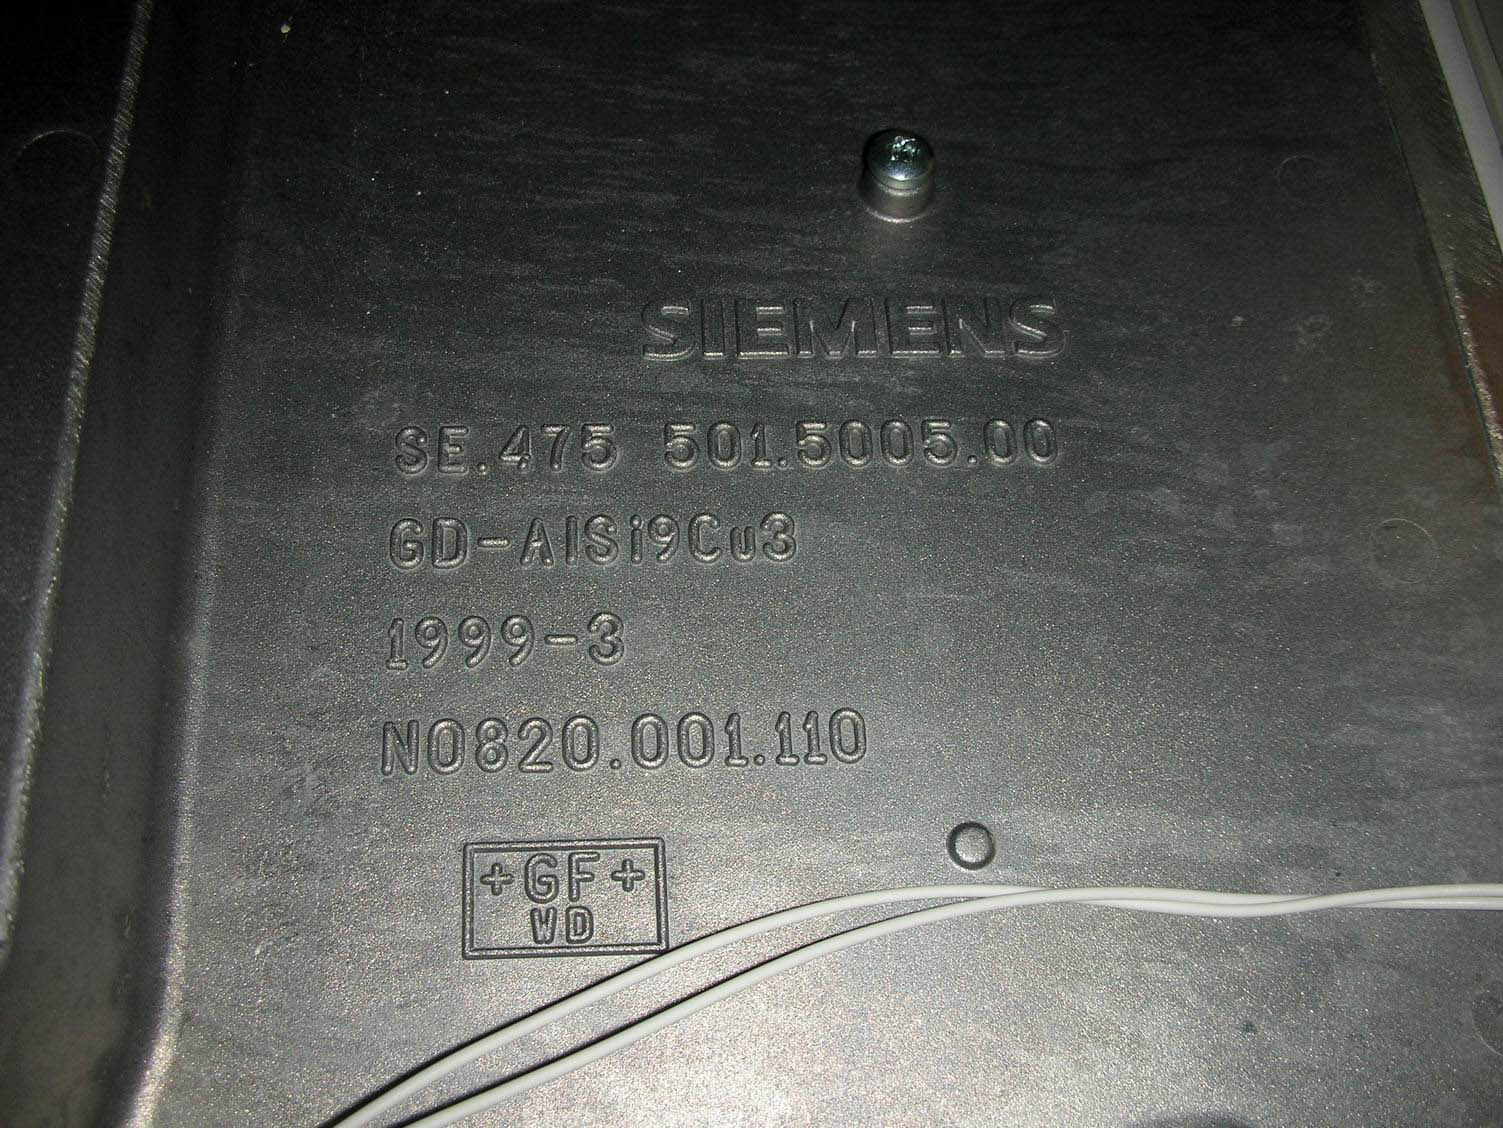 SIEMENS
SE.475 501.5005.00
GD-AlSi9Cu3
1999-3
N0820.001.110
+GF+
WD